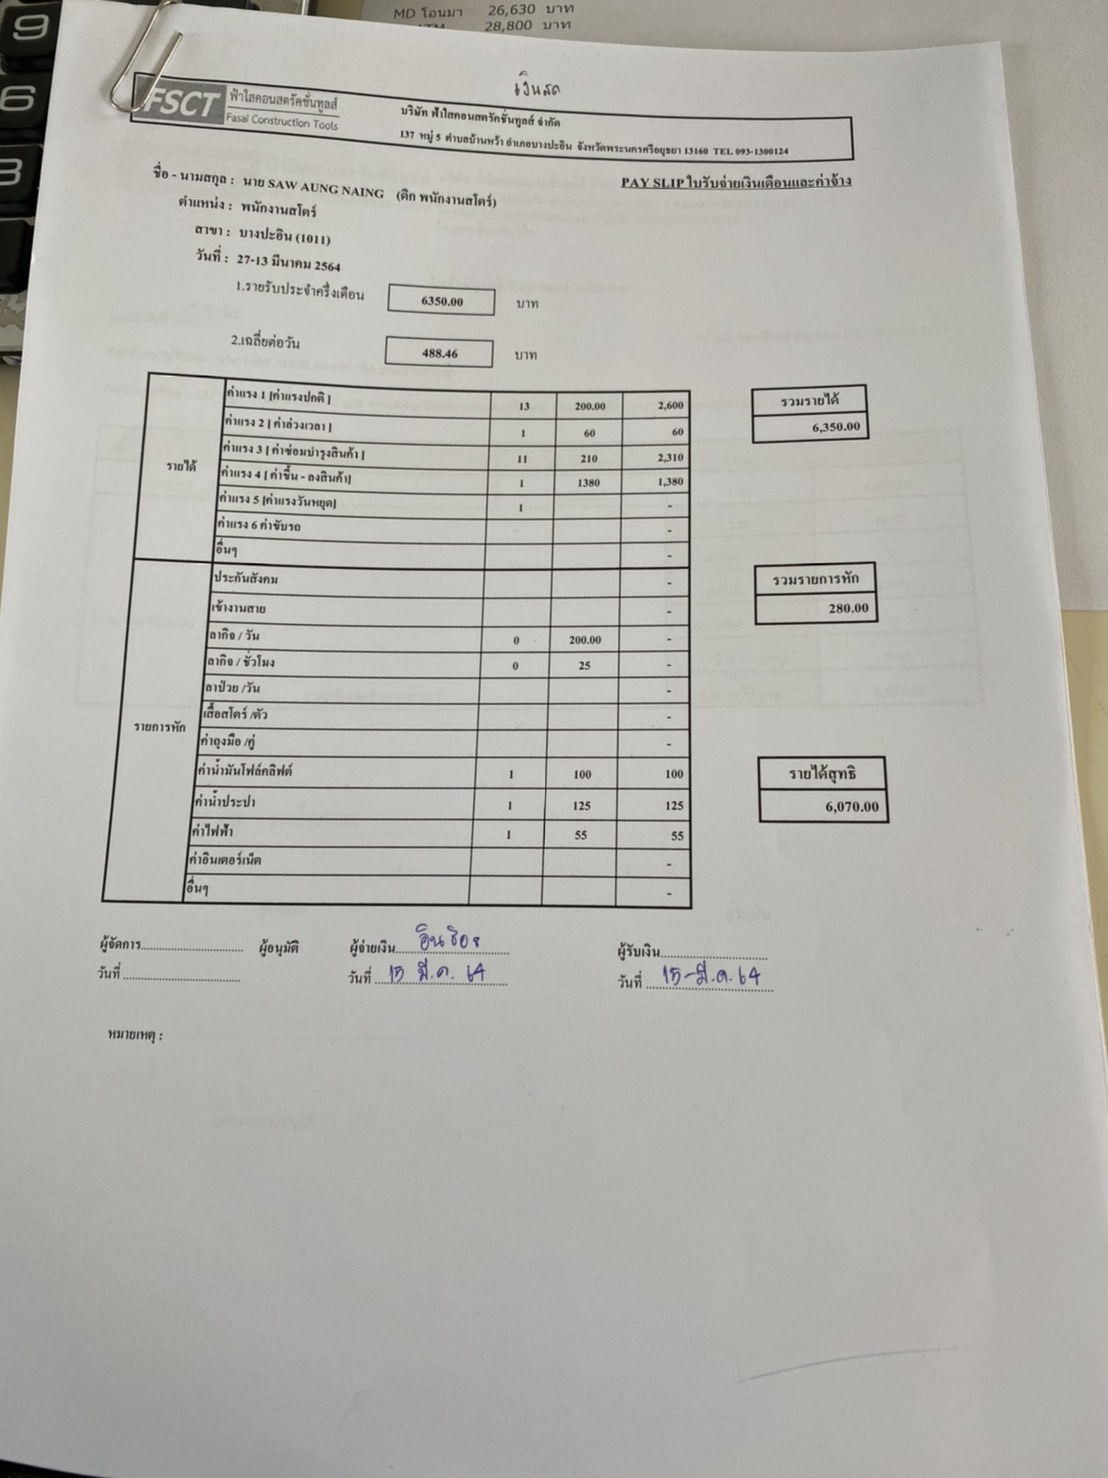 9
6
3
MD โอนมา 26,630 บาท
28,800 บาท
เงินสด
FSCT ฟ้าใสคอนสตรัคชั่นทูลส์
Fasai Construction Tools
บริษัท ฟ้าใสคอนสตรัคชั่นทูลส์ จำกัด
137 หมู่ 5 ตำบลบ้านหว้า อำเภอบางปะอิน จังหวัดพระนครศรีอยุธยา 13160 TEL 093-1300124
PAY SLIP ใบรับจ่ายเงินเดือนและค่าจ้าง
ชื่อ - นามสกุล : นาย SAW AUNG NAING (ติก พนักงานสโตร์)
ตำแหน่ง : พนักงานสโตร์
สาขา : บางปะอิน (1011)
วันที่ : 27-13 มีนาคม 2564
1.รายรับประจำครึ่งเดือน 6350.00 บาท
2.เฉลี่ยต่อวัน 488.46 บาท
รายได้
ค่าแรง 1 [ค่าแรงปกติ ] 13 200.00 2,600
ค่าแรง 2 [ ค่าล่วงเวลา ] 1 60 60
ค่าแรง 3 [ ค่าซ่อมบำรุงสินค้า ] 11 210 2,310
ค่าแรง 4 [ ค่าขึ้น - ลงสินค้า] 1 1380 1,380
ค่าแรง 5 [ค่าแรงวันหยุด] 1 -
ค่าแรง 6 ค่าขับรถ -
อื่นๆ -
รวมรายได้
6,350.00
รายการหัก
ประกันสังคม -
เข้างานสาย -
ลากิจ / วัน 0 200.00 -
ลากิจ / ชั่วโมง 0 25 -
ลาป่วย /วัน -
เสื้อสโตร์ /ตัว -
ค่าถุงมือ /คู่ -
ค่าน้ำมันโฟล์คลิฟต์ 1 100 100
ค่าน้ำประปา 1 125 125
ค่าไฟฟ้า 1 55 55
ค่าอินเตอร์เน็ต -
อื่นๆ -
รวมรายการหัก
280.00
รายได้สุทธิ
6,070.00
ผู้จัดการ............................ ผู้อนุมัติ ผู้จ่ายเงิน............................ ผู้รับเงิน............................
วันที่ ............................ วันที่ 15 มี.ค. 64 วันที่ 15-มี.ค. 64
หมายเหตุ :